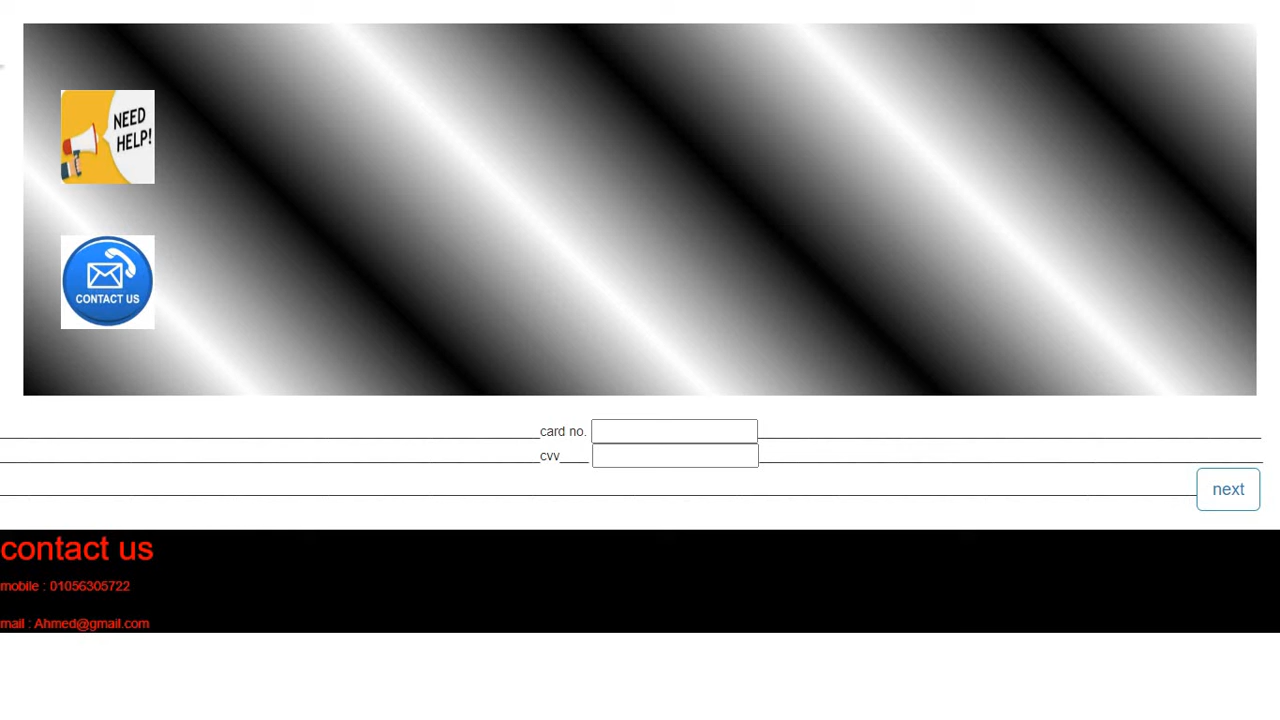 NEED
HELP!
CONTACT US
card no.
cvv
next
contact us
mobile : 01056305722
mail : Ahmed@gmail.com